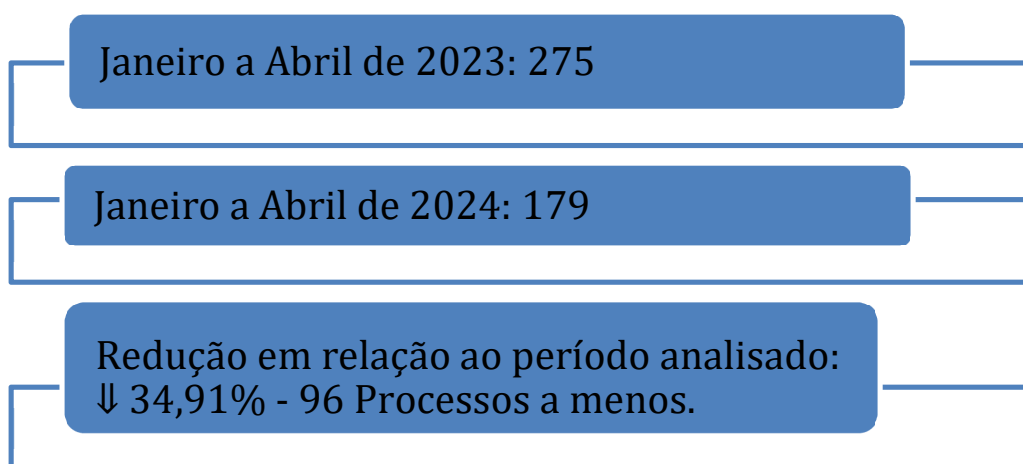 Janeiro a Abril de 2023: 275
Janeiro a Abril de 2024: 179
Redução em relação ao período analisado:
⇓ 34,91% - 96 Processos a menos.